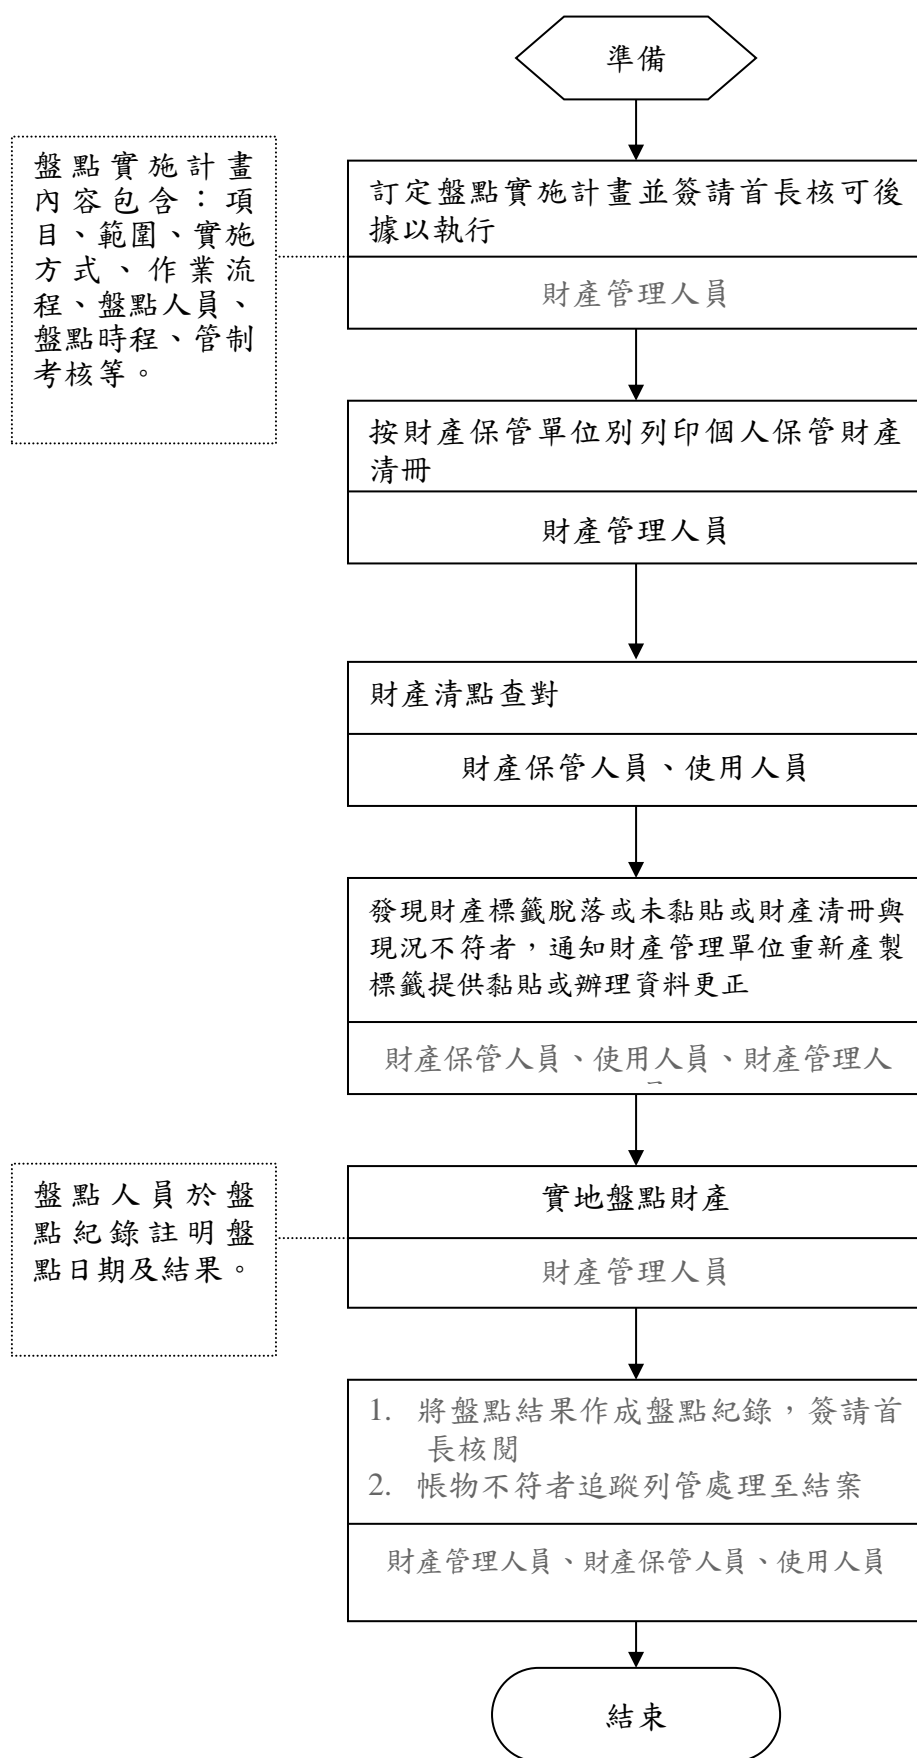 準備
盤點實施計畫
內容包含：項
目、範圍、實施
方式、作業流
程、盤點人員、
盤點時程、管制
考核等。
訂定盤點實施計畫並簽請首長核可後
據以執行
財產管理人員
按財產保管單位別列印個人保管財產
清冊
財產管理人員
財產清點查對
財產保管人員、使用人員
發現財產標籤脫落或未黏貼或財產清冊與
現況不符者，通知財產管理單位重新產製
標籤提供黏貼或辦理資料更正
財產保管人員、使用人員、財產管理人
盤點人員於盤
點紀錄註明盤
點日期及結果。
實地盤點財產
財產管理人員
1. 將盤點結果作成盤點紀錄，簽請首
長核閱
2. 帳物不符者追蹤列管處理至結案
財產管理人員、財產保管人員、使用人員
結束